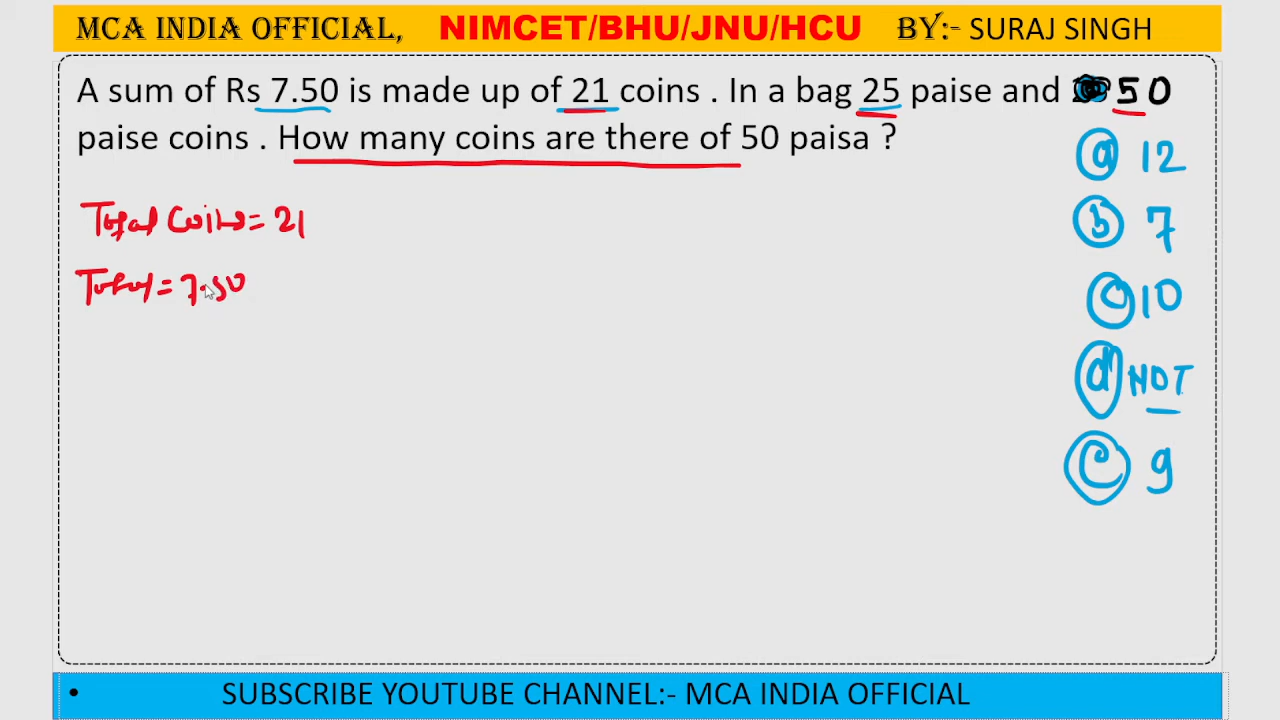 MCA INDIA OFFICIAL, NIMCET/BHU/JNU/HCU BY:- SURAJ SINGH
A sum of Rs 7.50 is made up of 21 coins . In a bag 25 paise and 50
paise coins . How many coins are there of 50 paisa ?
a 12
b 7
c 10
d NOT
e 9
Total Coins = 21
Total = 7.50
• SUBSCRIBE YOUTUBE CHANNEL:- MCA INDIA OFFICIAL